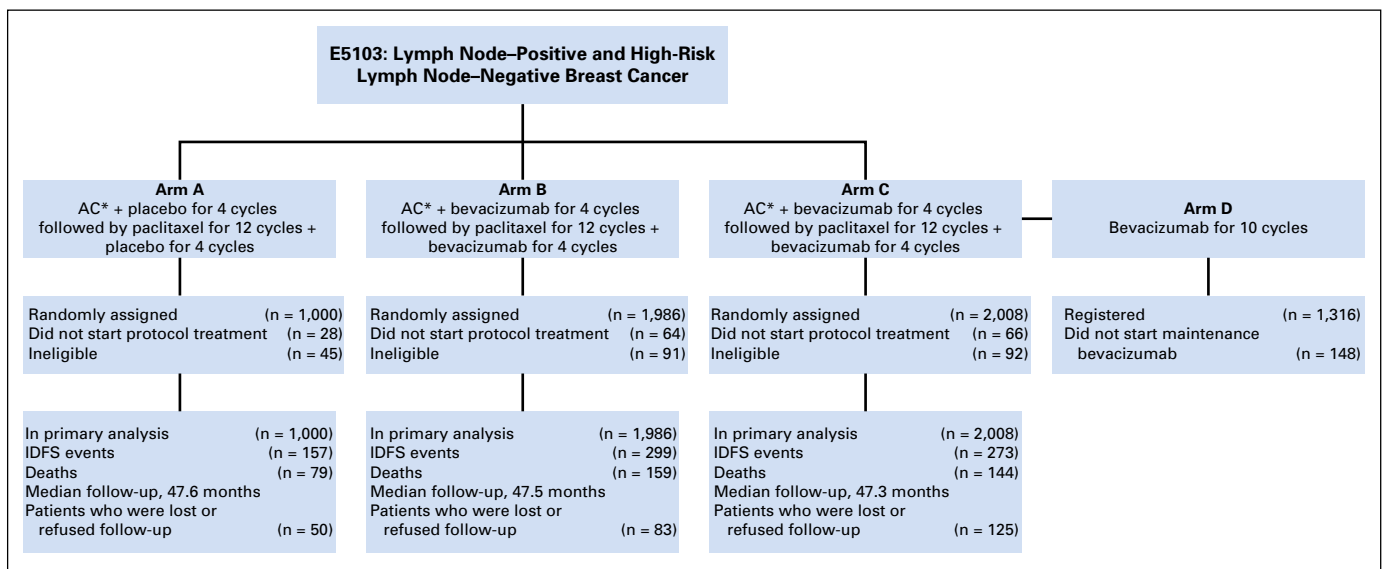 E5103: Lymph Node–Positive and High-Risk
Lymph Node–Negative Breast Cancer
Arm A
AC* + placebo for 4 cycles
followed by paclitaxel for 12 cycles +
placebo for 4 cycles
Arm B
AC* + bevacizumab for 4 cycles
followed by paclitaxel for 12 cycles +
bevacizumab for 4 cycles
Arm C
AC* + bevacizumab for 4 cycles
followed by paclitaxel for 12 cycles +
bevacizumab for 4 cycles
Arm D
Bevacizumab for 10 cycles
Randomly assigned (n = 1,000)
Did not start protocol treatment (n = 28)
Ineligible (n = 45)
Randomly assigned (n = 1,986)
Did not start protocol treatment (n = 64)
Ineligible (n = 91)
Randomly assigned (n = 2,008)
Did not start protocol treatment (n = 66)
Ineligible (n = 92)
Registered (n = 1,316)
Did not start maintenance
bevacizumab (n = 148)
In primary analysis (n = 1,000)
IDFS events (n = 157)
Deaths (n = 79)
Median follow-up, 47.6 months
Patients who were lost or
refused follow-up (n = 50)
In primary analysis (n = 1,986)
IDFS events (n = 299)
Deaths (n = 159)
Median follow-up, 47.5 months
Patients who were lost or
refused follow-up (n = 83)
In primary analysis (n = 2,008)
IDFS events (n = 273)
Deaths (n = 144)
Median follow-up, 47.3 months
Patients who were lost or
refused follow-up (n = 125)